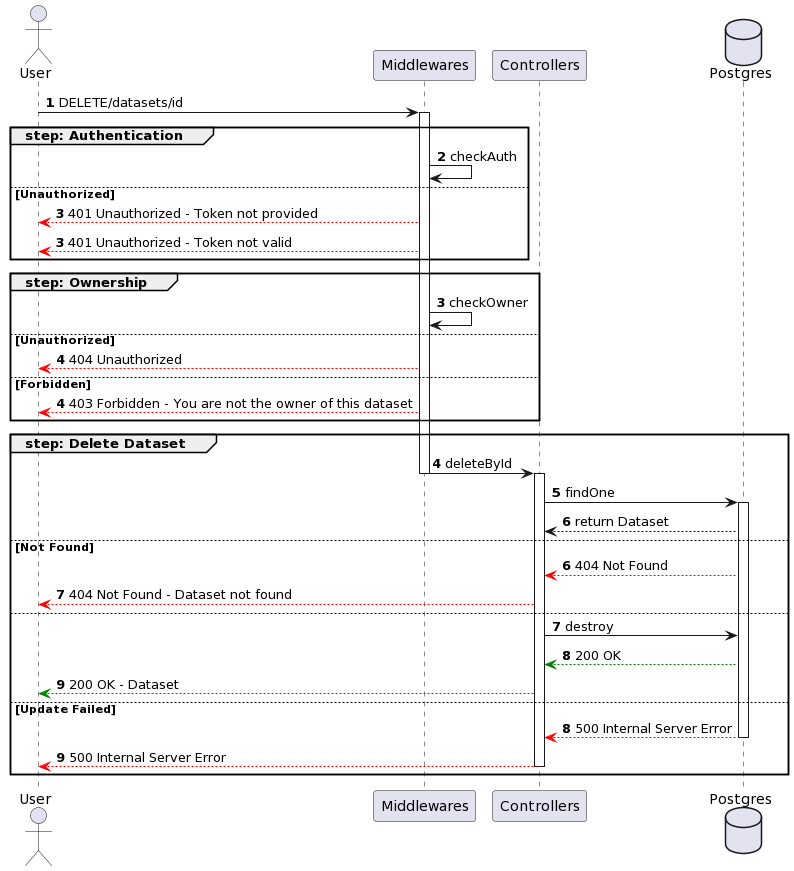 User
Middlewares
Controllers
Postgres
1 DELETE/datasets/id
step: Authentication
2 checkAuth
[Unauthorized]
3 401 Unauthorized - Token not provided
3 401 Unauthorized - Token not valid
step: Ownership
3 checkOwner
[Unauthorized]
4 404 Unauthorized
[Forbidden]
4 403 Forbidden - You are not the owner of this dataset
step: Delete Dataset
4 deleteById
5 findOne
6 return Dataset
[Not Found]
6 404 Not Found
7 404 Not Found - Dataset not found
7 destroy
8 200 OK
9 200 OK - Dataset
[Update Failed]
8 500 Internal Server Error
9 500 Internal Server Error
User
Middlewares
Controllers
Postgres